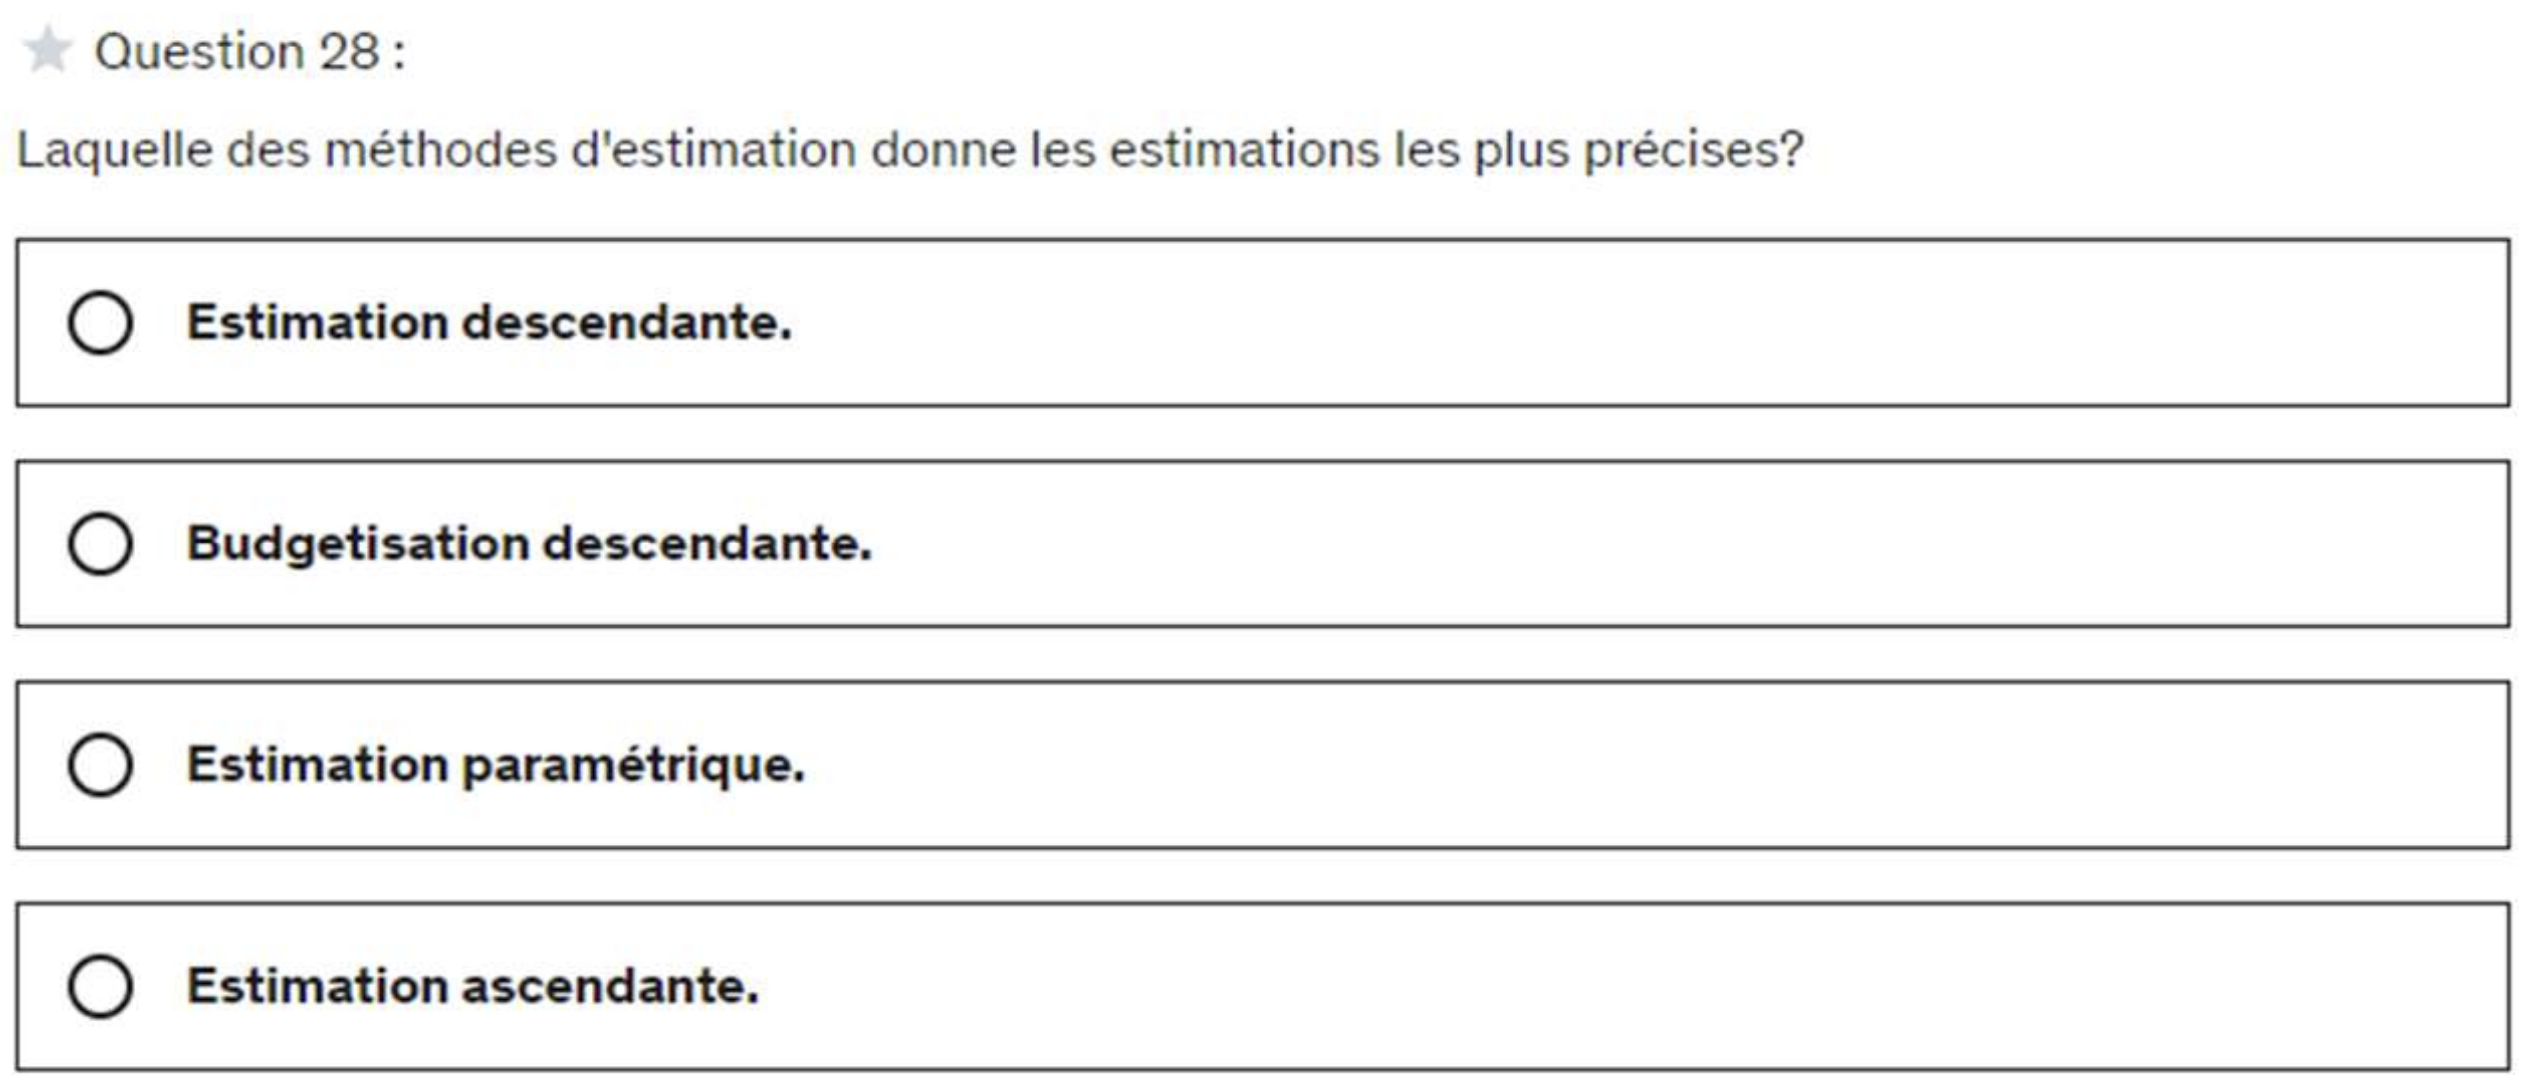 Question 28 :
Laquelle des méthodes d'estimation donne les estimations les plus précises?
Estimation descendante.
Budgetisation descendante.
Estimation paramétrique.
Estimation ascendante.